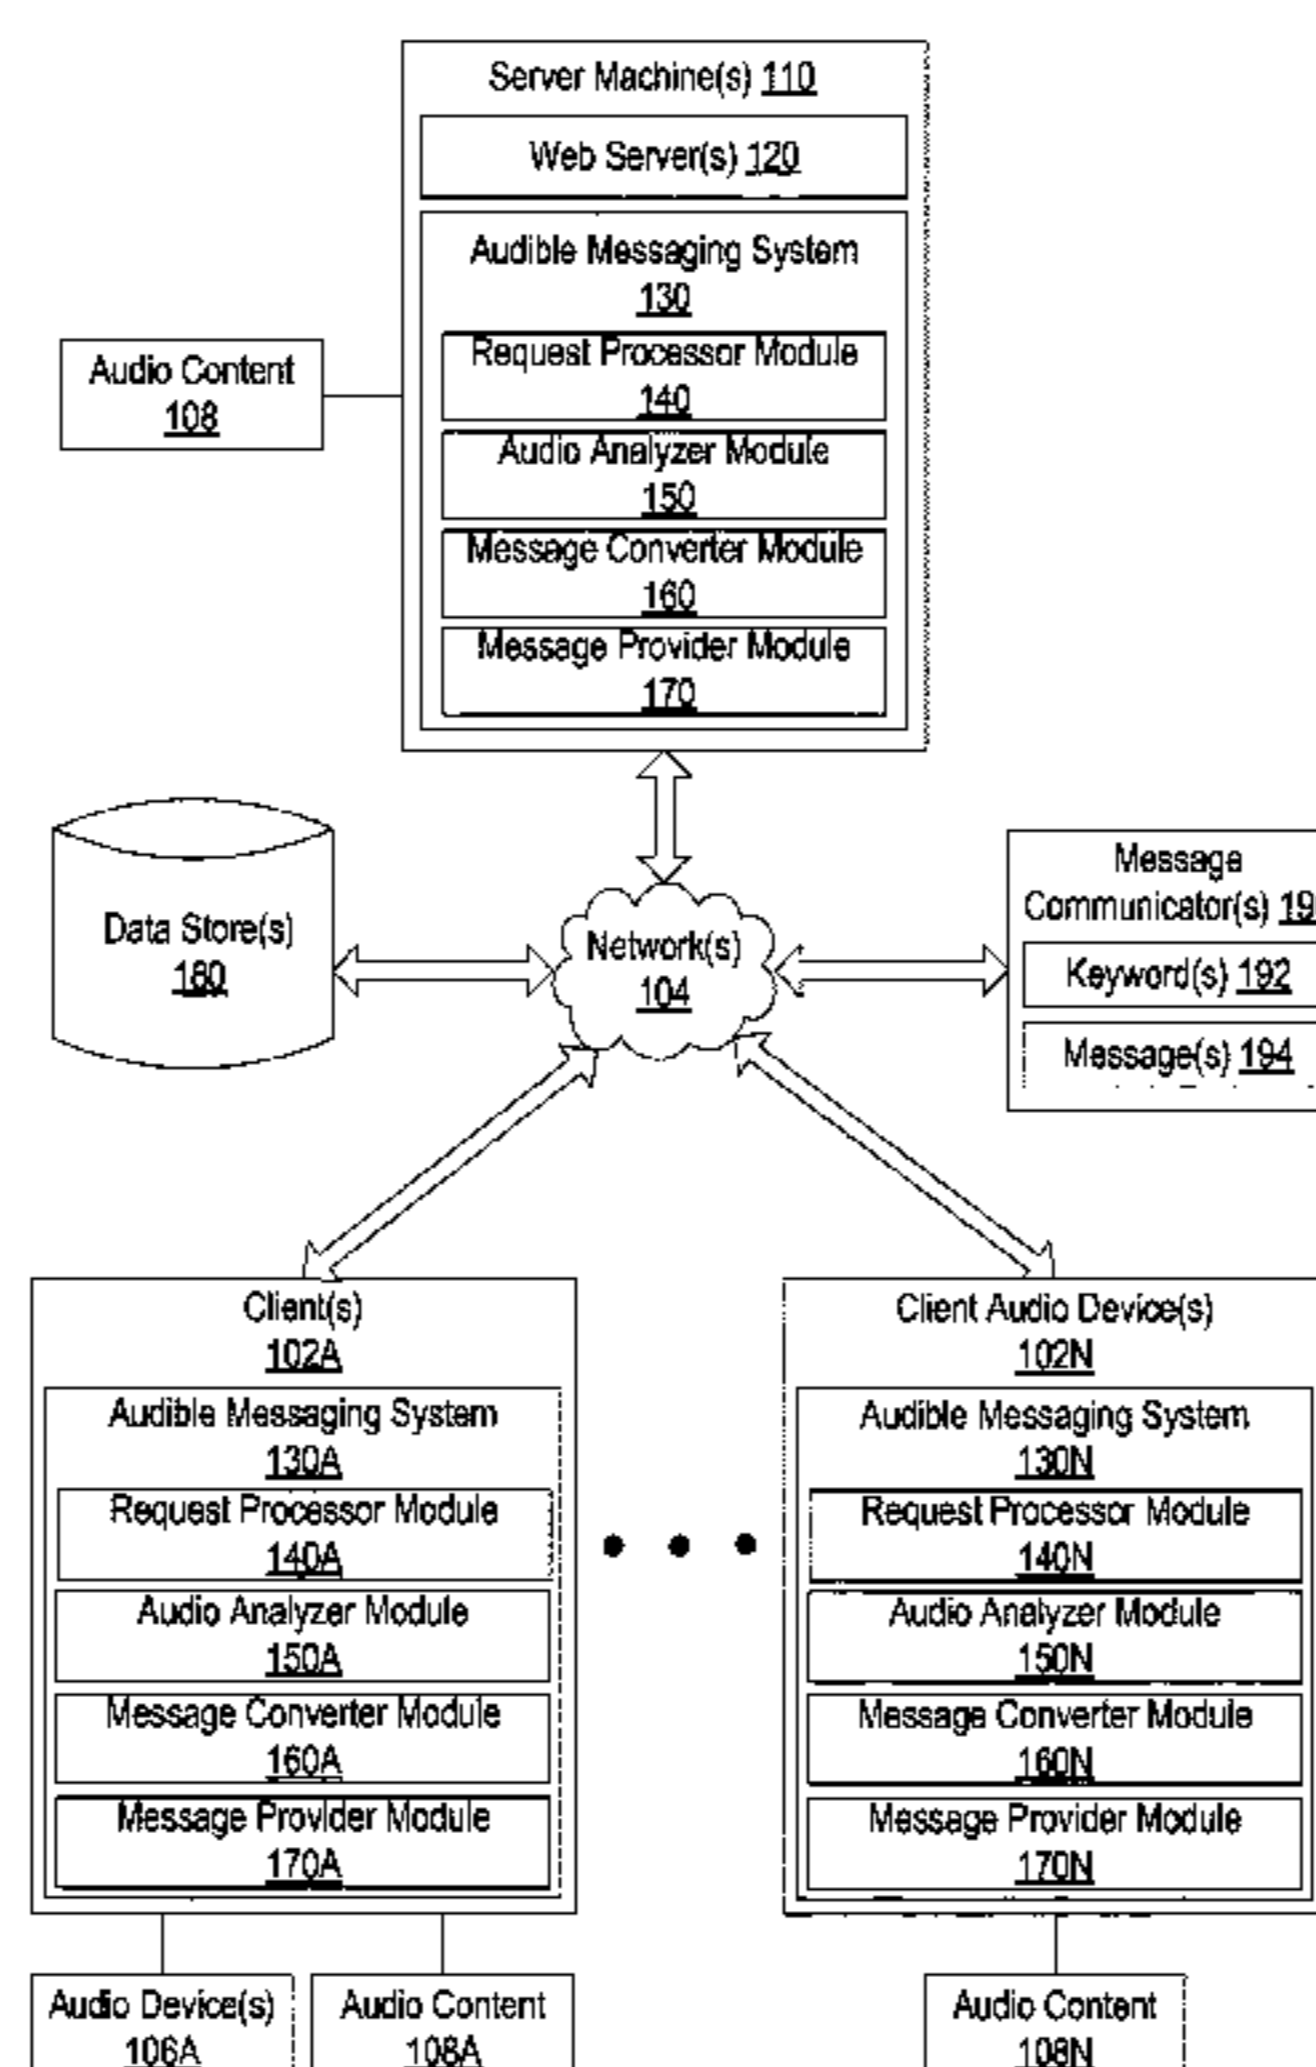 Server Machine(s) 110
Web Server(s) 120
Audible Messaging System
130
Request Processor Module
140
Audio Analyzer Module
150
Message Converter Module
160
Message Provider Module
170
Audio Content
108
Data Store(s)
180
Network(s)
104
Message
Communicator(s) 19
Keyword(s) 192
Message(s) 194
Client(s)
102A
Audible Messaging System
130A
Request Processor Module
140A
Audio Analyzer Module
150A
Message Converter Module
160A
Message Provider Module
170A
Client Audio Device(s)
102N
Audible Messaging System
130N
Request Processor Module
140N
Audio Analyzer Module
150N
Message Converter Module
160N
Message Provider Module
170N
Audio Device(s)
106A
Audio Content
108A
Audio Content
108N